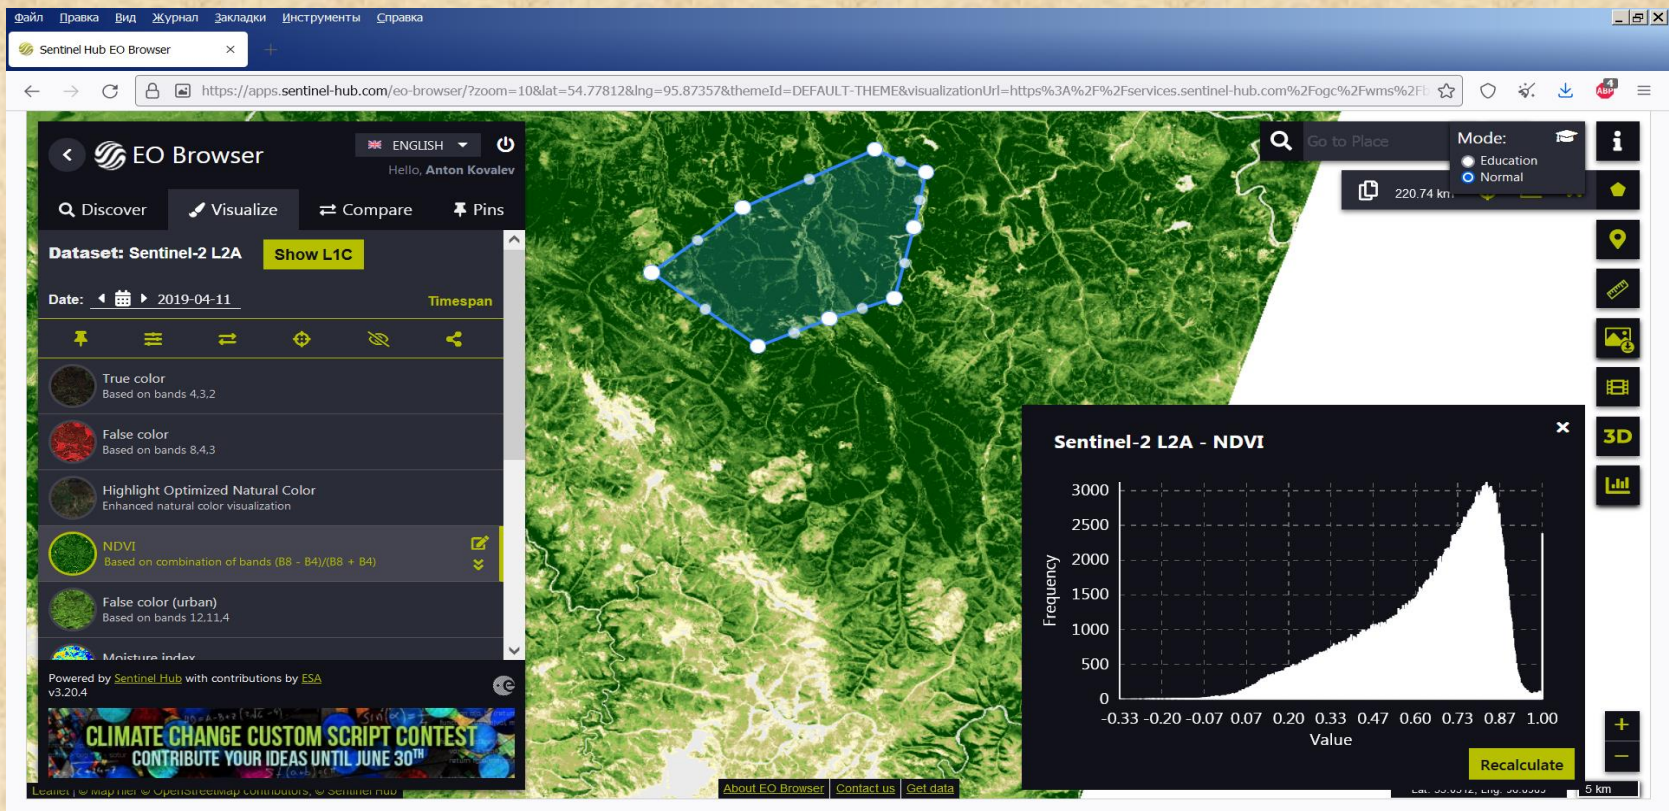 Файл Правка Вид Журнал Закладки Инструменты Справка
Sentinel Hub EO Browser
https://apps.sentinel-hub.com/eo-browser/?zoom=10&lat=54.77812&lng=95.87357&themeId=DEFAULT-THEME&visualizationUrl=https%3A%2F%2Fservices.sentinel-hub.com%2Fogc%2Fwms%2F
ABP 4
EO Browser
ENGLISH
Hello, Anton Kovalev
Discover Visualize Compare Pins
Dataset: Sentinel-2 L2A Show L1C
Date: 2019-04-11 Timespan
True color
Based on bands 4,3,2
False color
Based on bands 8,4,3
Highlight Optimized Natural Color
Enhanced natural color visualization
NDVI
Based on combination of bands (B8 - B4)/(B8 + B4)
False color (urban)
Based on bands 12,11,4
Moisture index
Powered by Sentinel Hub with contributions by ESA
v3.20.4
CLIMATE CHANGE CUSTOM SCRIPT CONTEST
CONTRIBUTE YOUR IDEAS UNTIL JUNE 30TH
Leaflet | © MapTiler © OpenStreetMap contributors, © Sentinel Hub
About EO Browser Contact us Get data
Go to Place
Mode:
Education
Normal
220.74
3D
Sentinel-2 L2A - NDVI
3000
2500
2000
1500
1000
500
0
Frequency
-0.33 -0.20 -0.07 0.07 0.20 0.33 0.47 0.60 0.73 0.87 1.00
Value
Recalculate
5 km